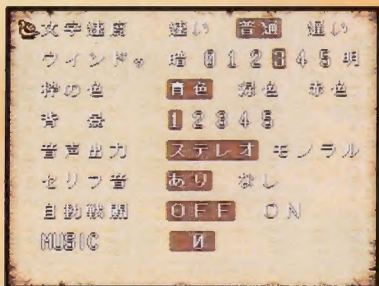 文字速度 速い 普通 遅い
ウインドゥ 暗 0 1 2 3 4 5 明
枠の色 青色 緑色 赤色
背景 1 2 3 4 5
音声出力 ステレオ モノラル
セリフ音 あり なし
自動戦闘 OFF ON
MUSIC 0